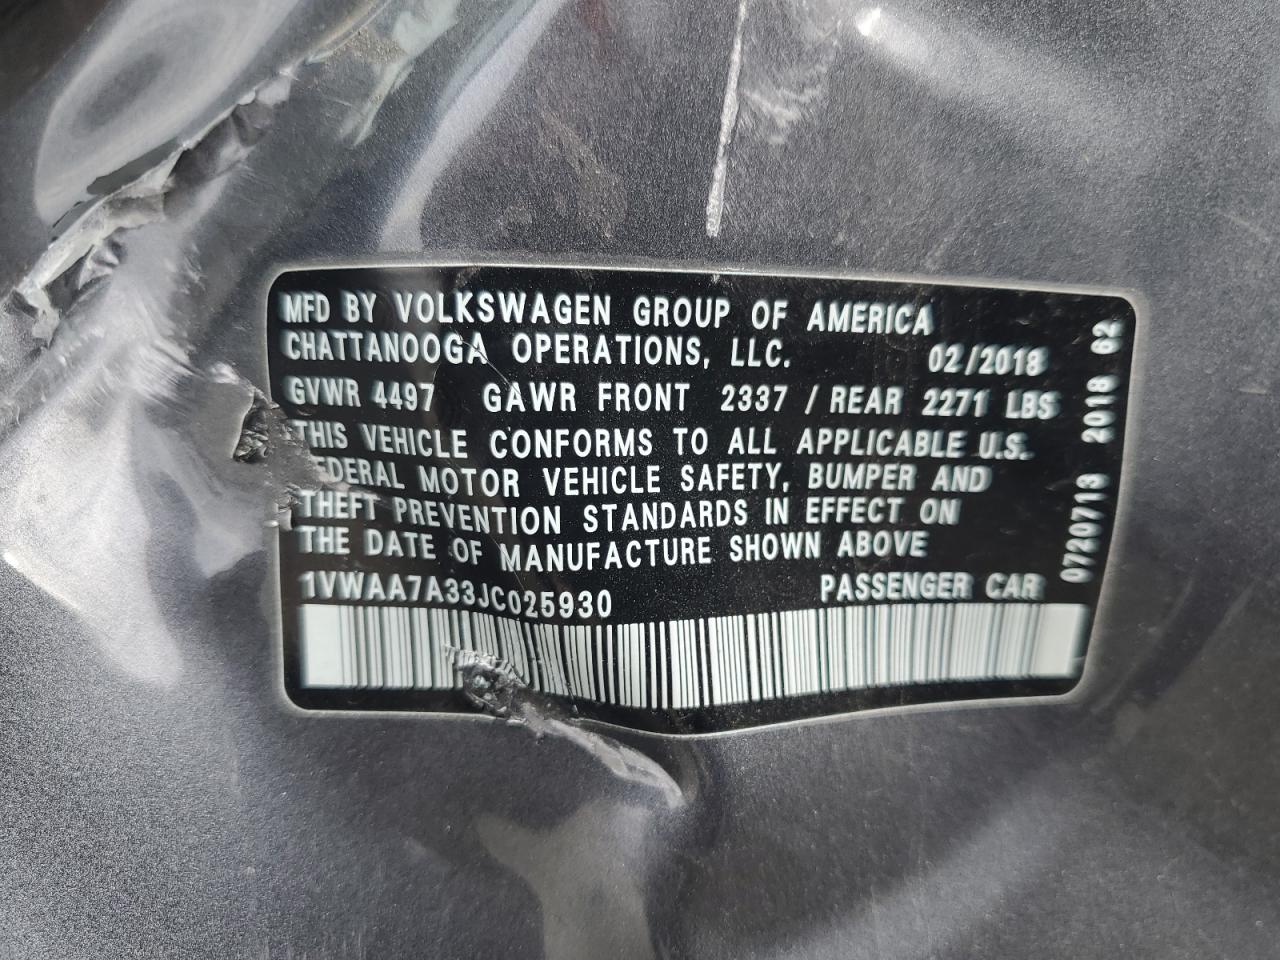 MFD BY VOLKSWAGEN GROUP OF AMERICA
CHATTANOOGA OPERATIONS, LLC. 02/2018
GVWR 4497 GAWR FRONT 2337 / REAR 2271 LBS
THIS VEHICLE CONFORMS TO ALL APPLICABLE U.S.
FEDERAL MOTOR VEHICLE SAFETY, BUMPER AND
THEFT PREVENTION STANDARDS IN EFFECT ON
THE DATE OF MANUFACTURE SHOWN ABOVE
1VWAA7A33JC025930 PASSENGER CAR
0720713 2018 62